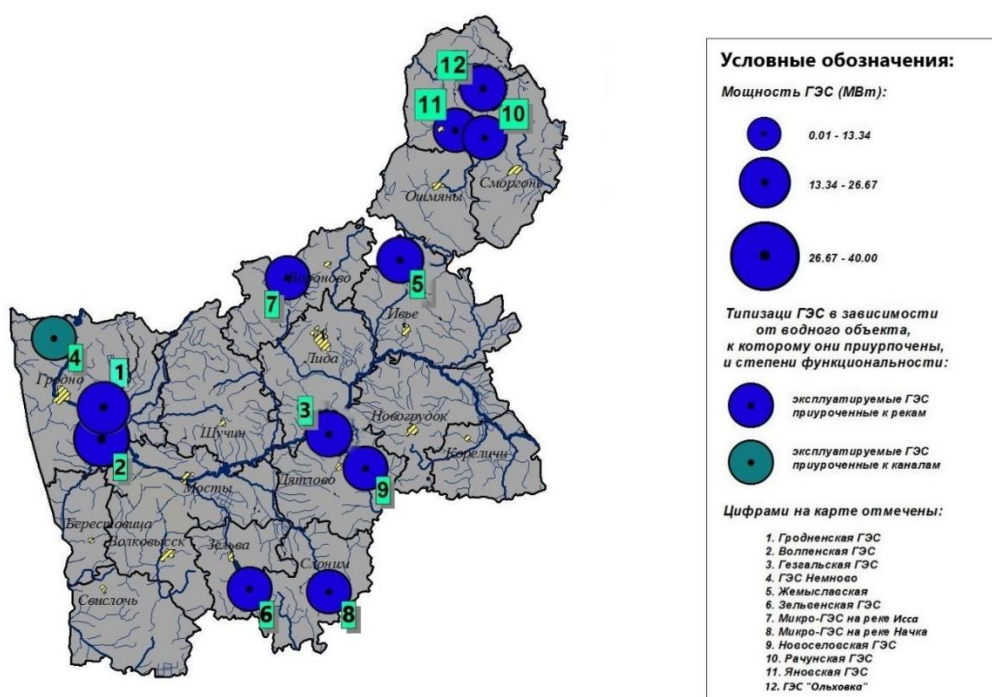 12
11
10
Ошмяны
Сморгонь
Вороново
7
5
Ивье
Лида
4
1
Гродно
3
Новогрудок
Щучин
Кореличи
2
Дятлово
9
Мосты
Берестовица
Волковысск
Зельва
Слоним
Свислочь
6
8
Условные обозначения:
Мощность ГЭС (МВт):
0.01 - 13.34
13.34 - 26.67
26.67 - 40.00
Типизаци ГЭС в зависимости
от водного объекта,
к которому они приурпочены,
и степени функциональности:
эксплуатируемые ГЭС
приуроченные к рекам
эксплуатируемые ГЭС
приуроченные к каналам
Цифрами на карте отмечены:
1. Гродненская ГЭС
2. Волпенская ГЭС
3. Гезгальская ГЭС
4. ГЭС Немново
5. Жемыславская
6. Зельвенская ГЭС
7. Микро-ГЭС на реке Исса
8. Микро-ГЭС на реке Начка
9. Новоселовская ГЭС
10. Рачунская ГЭС
11. Яновская ГЭС
12. ГЭС "Ольховка"